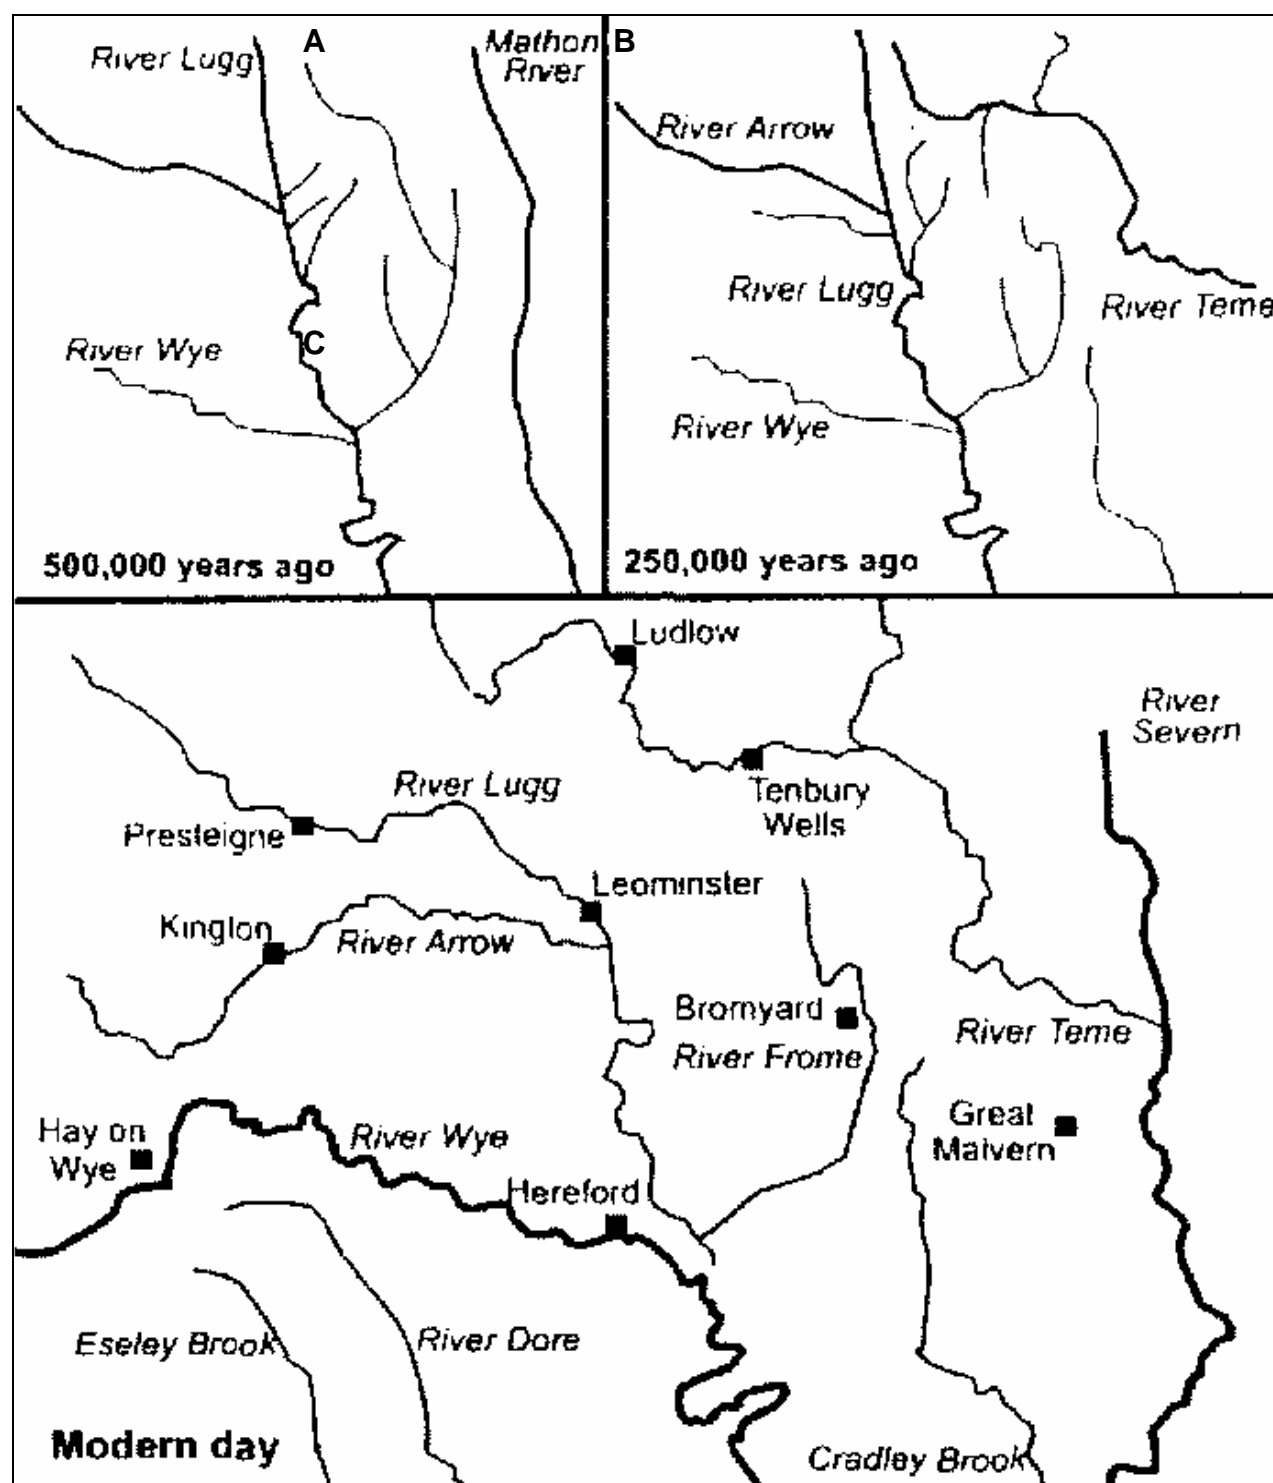 A
Mathon
River
River Lugg
C
River Wye
500,000 years ago
B
River Arrow
River Lugg
River Teme
River Wye
250,000 years ago
Ludlow
River
Severn
River Lugg
Tenbury
Wells
Presteigne
Leominster
Kington
River Arrow
Bromyard
River Frome
River Teme
Hay on
Wye
River Wye
Great
Malvern
Hereford
Eseley Brook
River Dore
Modern day
Cradley Brook